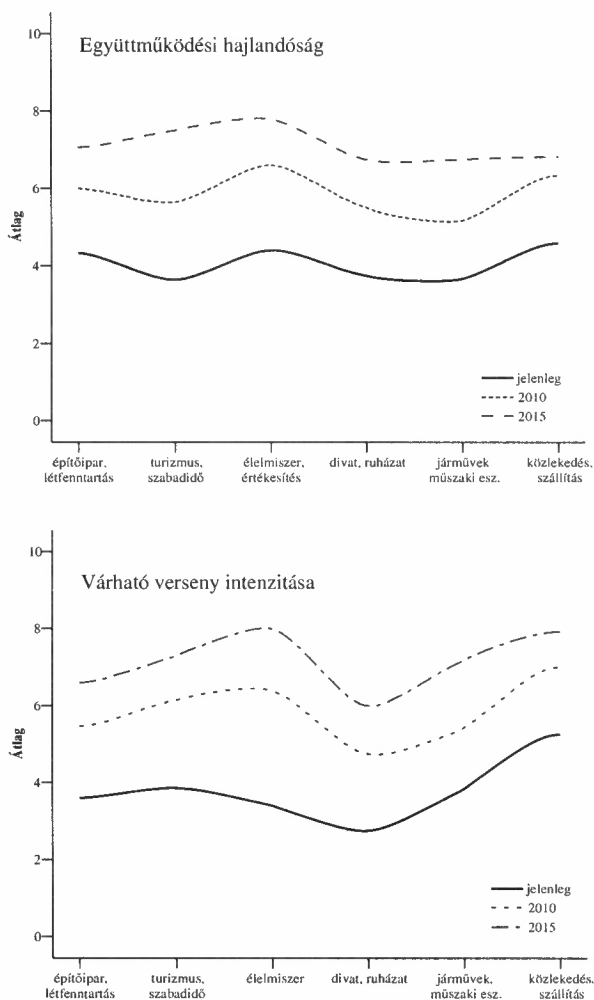 Együttműködési hajlandóság
10
8
6
4
2
0
Átlag
jelenleg
2010
2015
építőipar, turizmus, élelmiszer, divat, ruházat járművek közlekedés,
létfenntartás szabadidő értékesítés műszaki esz. szállítás
Várható verseny intenzitása
10
8
6
4
2
0
Átlag
jelenleg
2010
2015
építőipar, turizmus, élelmiszer divat, ruházat járművek, közlekedés,
létfenntartás szabadidő műszaki esz. szállítás